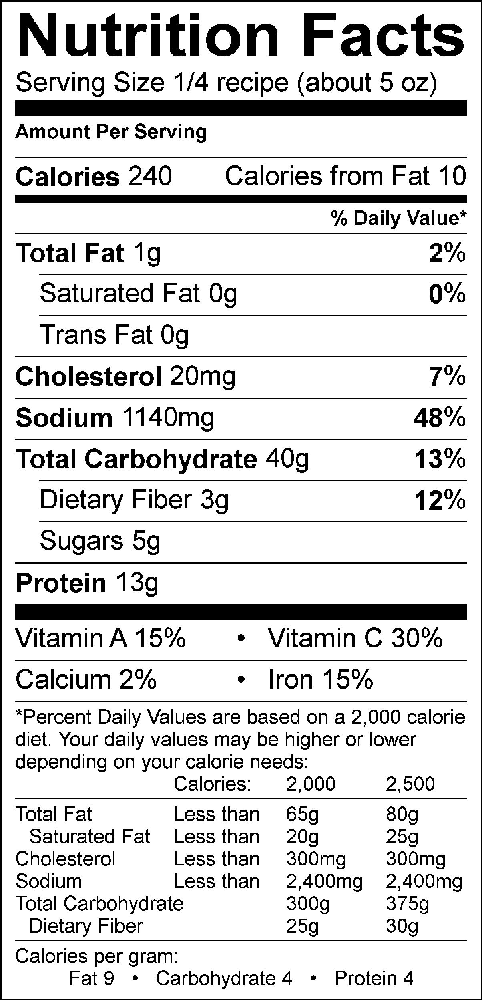 Nutrition Facts
Serving Size 1/4 recipe (about 5 oz)
Amount Per Serving
Calories 240 Calories from Fat 10
% Daily Value*
Total Fat 1g 2%
Saturated Fat 0g 0%
Trans Fat 0g
Cholesterol 20mg 7%
Sodium 1140mg 48%
Total Carbohydrate 40g 13%
Dietary Fiber 3g 12%
Sugars 5g
Protein 13g
Vitamin A 15% • Vitamin C 30%
Calcium 2% • Iron 15%
*Percent Daily Values are based on a 2,000 calorie
diet. Your daily values may be higher or lower
depending on your calorie needs:
Calories: 2,000 2,500
Total Fat Less than 65g 80g
Saturated Fat Less than 20g 25g
Cholesterol Less than 300mg 300mg
Sodium Less than 2,400mg 2,400mg
Total Carbohydrate 300g 375g
Dietary Fiber 25g 30g
Calories per gram:
Fat 9 • Carbohydrate 4 • Protein 4